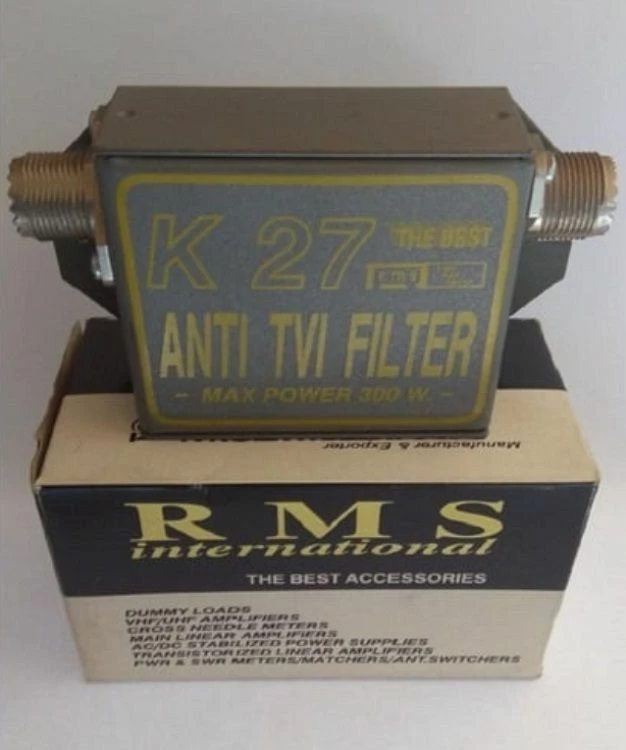 K 27
THE BEST
ANTI TVI FILTER
~ MAX POWER 300 W. ~
Manufacturer & Exporter
RMS
international
THE BEST ACCESSORIES
DUMMY LOADS
VHF/UHF AMPLIFIERS
CROSS NEEDLE METERS
MAIN LINEAR AMPLIFIERS
AC/DC STABILIZED POWER SUPPLIES
TRANSISTORIZED LINEAR AMPLIFIERS
PWR & SWR METERS/MATCHERS/ANT.SWITCHERS